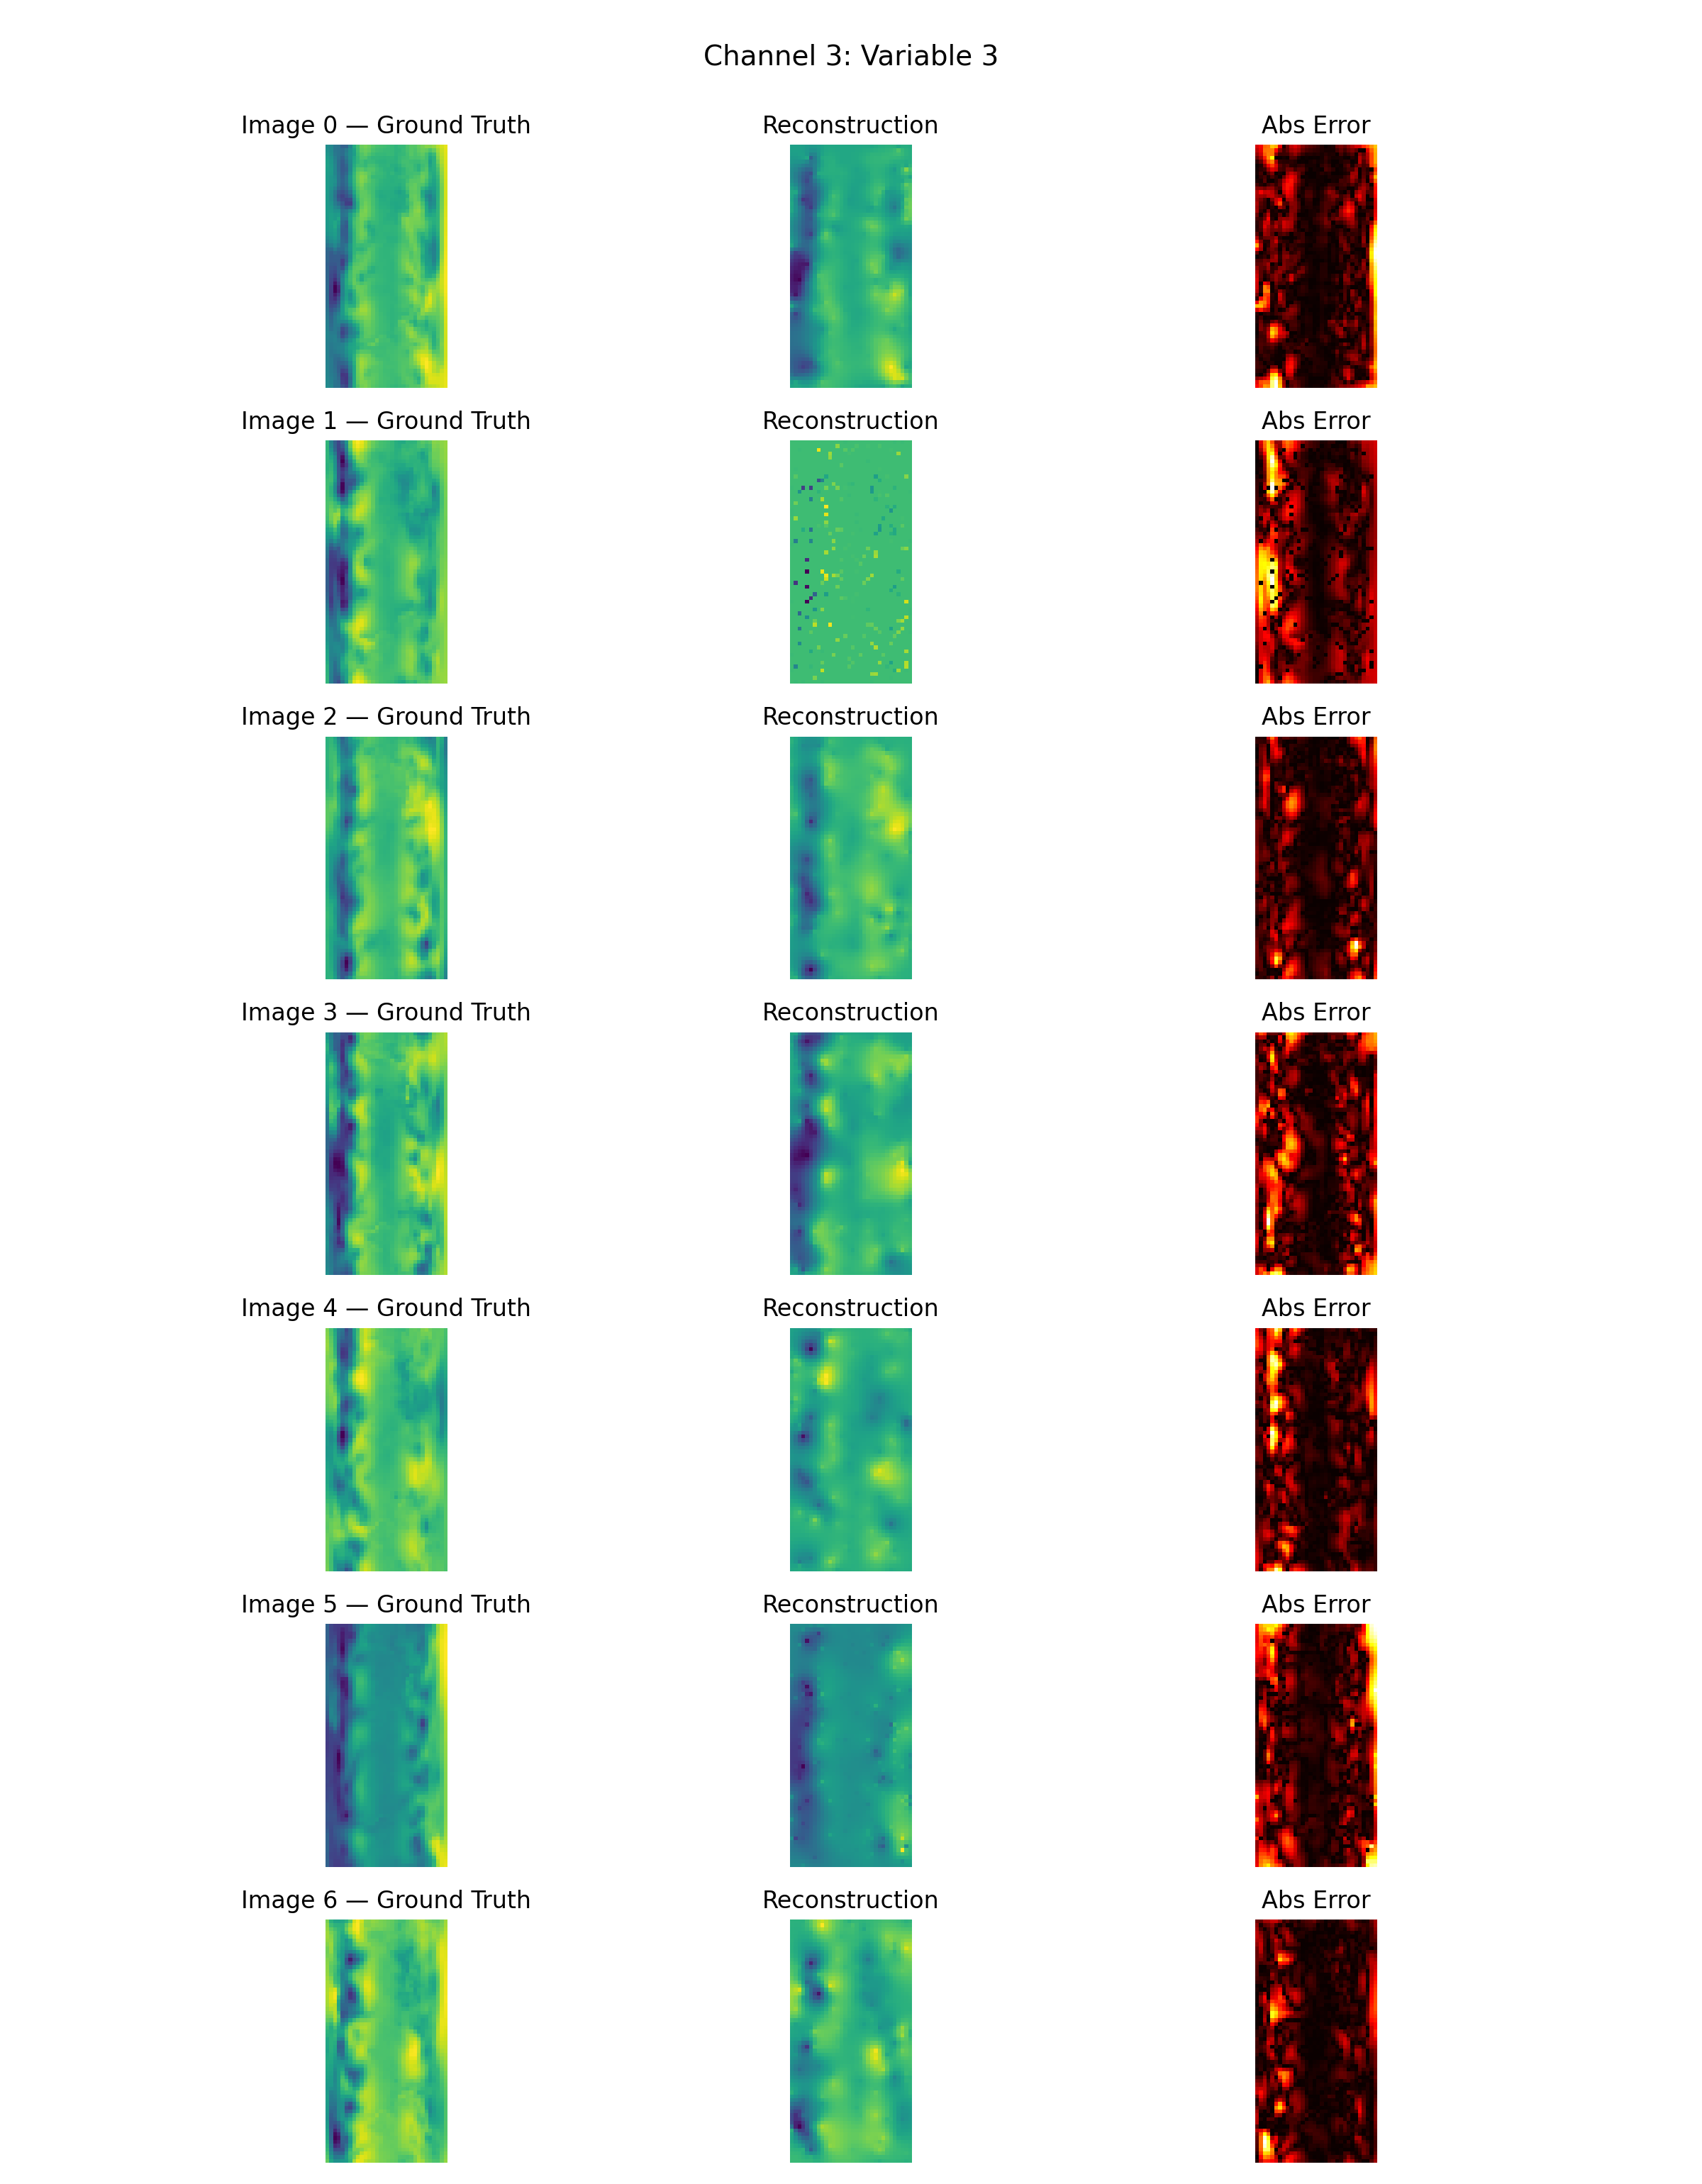 Channel 3: Variable 3
Image 0 — Ground Truth Reconstruction Abs Error
Image 1 — Ground Truth Reconstruction Abs Error
Image 2 — Ground Truth Reconstruction Abs Error
Image 3 — Ground Truth Reconstruction Abs Error
Image 4 — Ground Truth Reconstruction Abs Error
Image 5 — Ground Truth Reconstruction Abs Error
Image 6 — Ground Truth Reconstruction Abs Error